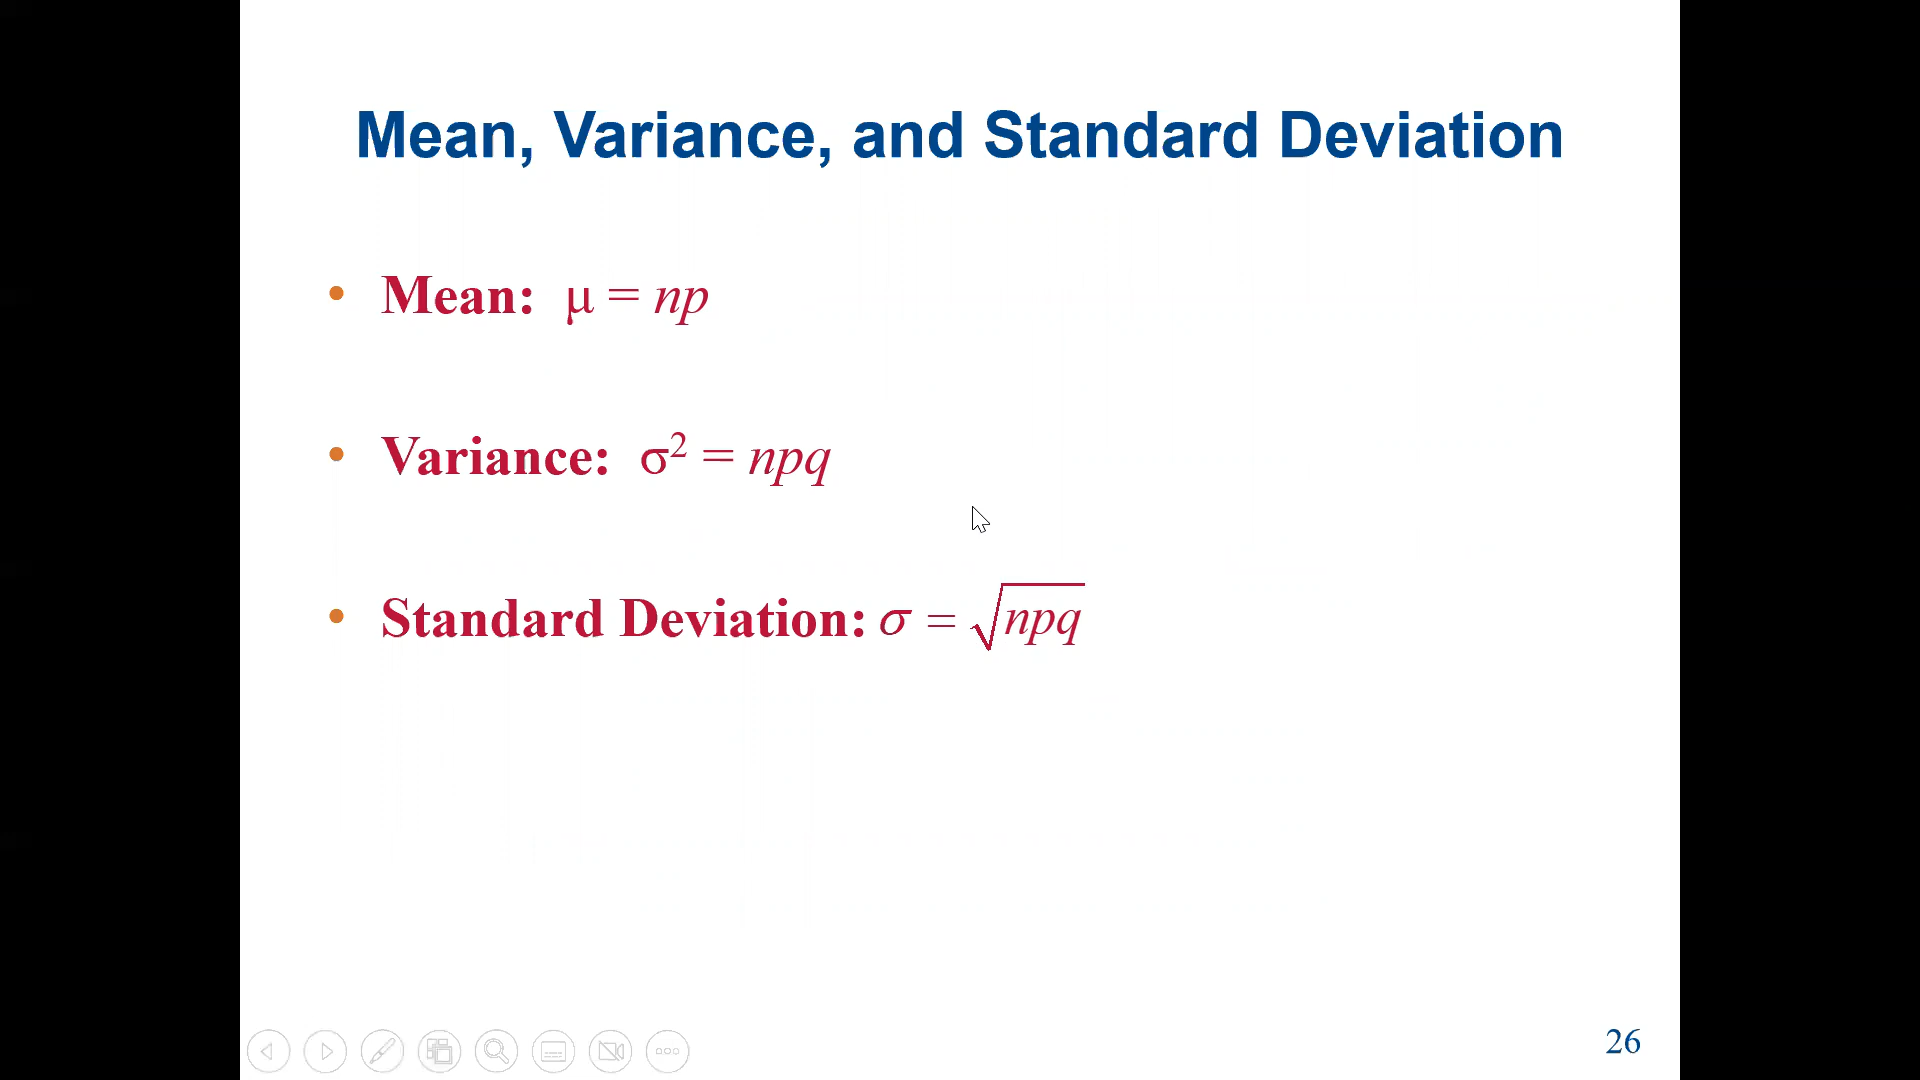 Mean, Variance, and Standard Deviation
• Mean: μ = np
• Variance: σ² = npq
• Standard Deviation: σ = √npq
26